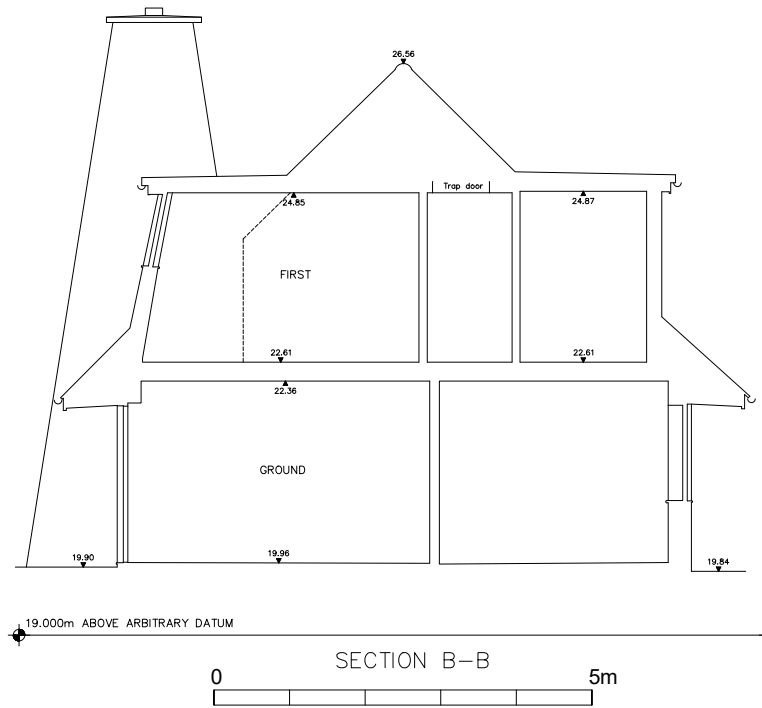 26.56
Trap door
24.85
24.87
FIRST
22.61
22.61
22.36
GROUND
19.90
19.96
19.84
19.000m ABOVE ARBITRARY DATUM
SECTION B-B
0
5m